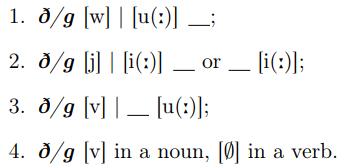 1. ð/g [w] | [u(ː)] __;
2. ð/g [j] | [i(ː)] __ or __ [i(ː)];
3. ð/g [v] | __ [u(ː)];
4. ð/g [v] in a noun, [∅] in a verb.